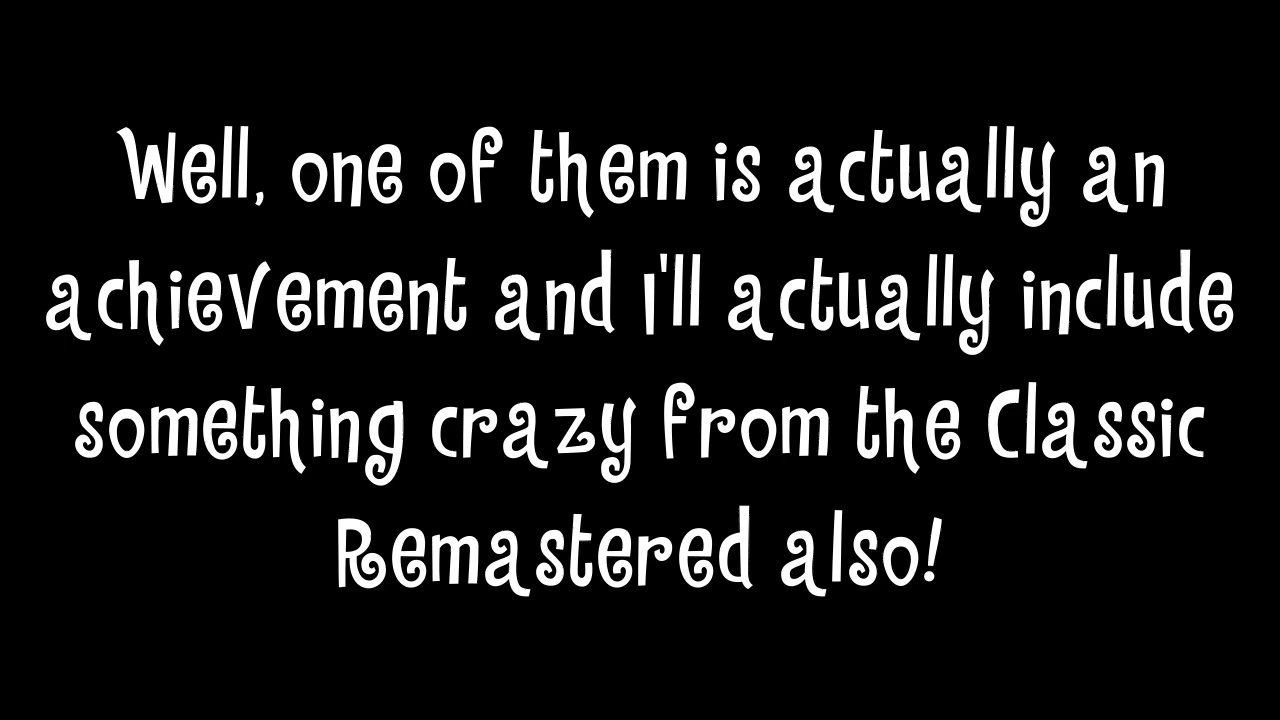 Well, one of them is actually an
achievement and I'll actually include
something crazy from the Classic
Remastered also!